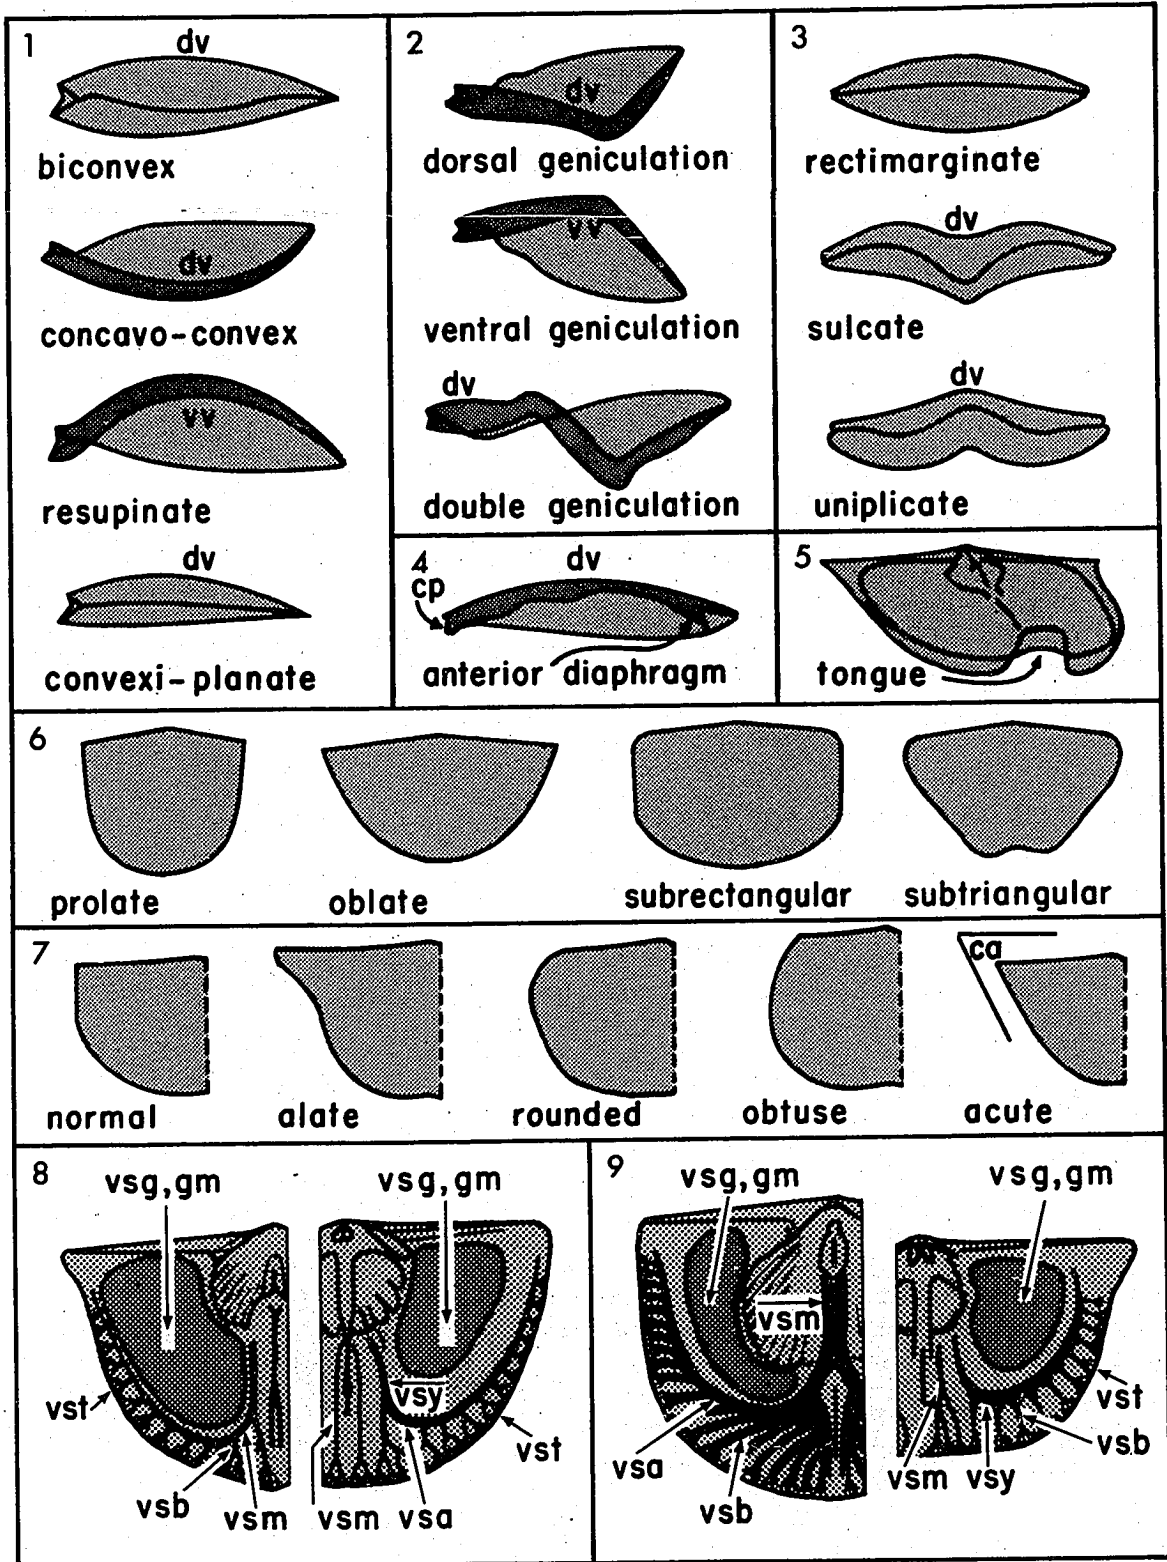 1
dv
biconvex
dv
concavo-convex
vv
resupinate
dv
convexi-planate
2
dv
dorsal geniculation
vv
ventral geniculation
dv
double geniculation
3
rectimarginate
dv
sulcate
dv
uniplicate
4
dv
cp
anterior diaphragm
5
tongue
6
prolate
oblate
subrectangular
subtriangular
7
ca
normal
alate
rounded
obtuse
acute
8
vsg,gm
vsg,gm
vst
vsy
vst
vsb
vsm
vsm
vsa
9
vsg,gm
vsg,gm
vsm
vst
vsb
vsa
vsm
vsy
vsb